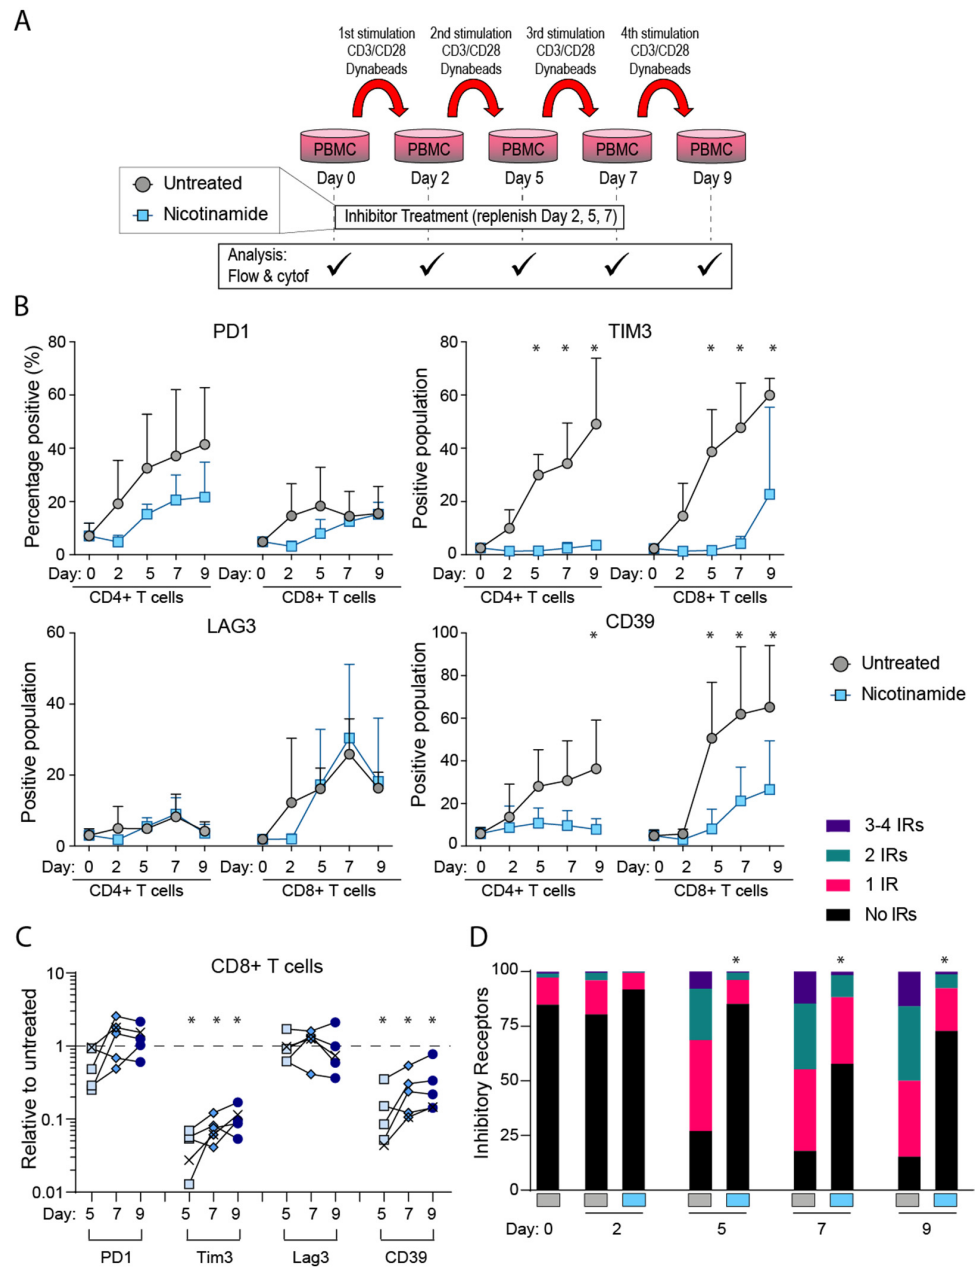 A
1st stimulation
CD3/CD28
Dynabeads
2nd stimulation
CD3/CD28
Dynabeads
3rd stimulation
CD3/CD28
Dynabeads
4th stimulation
CD3/CD28
Dynabeads
PBMC PBMC PBMC PBMC PBMC
Day 0 Day 2 Day 5 Day 7 Day 9
Untreated
Nicotinamide
Inhibitor Treatment (replenish Day 2, 5, 7)
Analysis:
Flow & cytof
B
PD1
Percentage positive (%)
80
60
40
20
0
Day: 0 2 5 7 9 Day: 0 2 5 7 9
CD4+ T cells CD8+ T cells
TIM3
Positive population
80
60
40
20
0
* * * * * *
Day: 0 2 5 7 9 Day: 0 2 5 7 9
CD4+ T cells CD8+ T cells
LAG3
Positive population
60
40
20
0
Day: 0 2 5 7 9 Day: 0 2 5 7 9
CD4+ T cells CD8+ T cells
CD39
Positive population
100
80
60
40
20
0
* * * *
Day: 0 2 5 7 9 Day: 0 2 5 7 9
CD4+ T cells CD8+ T cells
Untreated
Nicotinamide
C
CD8+ T cells
Relative to untreated
10
1
0.1
0.01
* * * * * *
Day: 5 7 9 5 7 9 5 7 9 5 7 9
PD1 Tim3 Lag3 CD39
3-4 IRs
2 IRs
1 IR
No IRs
D
Inhibitory Receptors
100
75
50
25
0
* * *
Day: 0 2 5 7 9